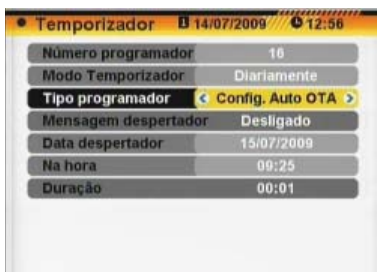 Temporizador 1 14/07/2009 12:56
Número programador 16
Modo Temporizador Diariamente
Tipo programador Config. Auto OTA
Mensagem despertador Desligado
Data despertador 15/07/2009
Na hora 09:25
Duração 00:01